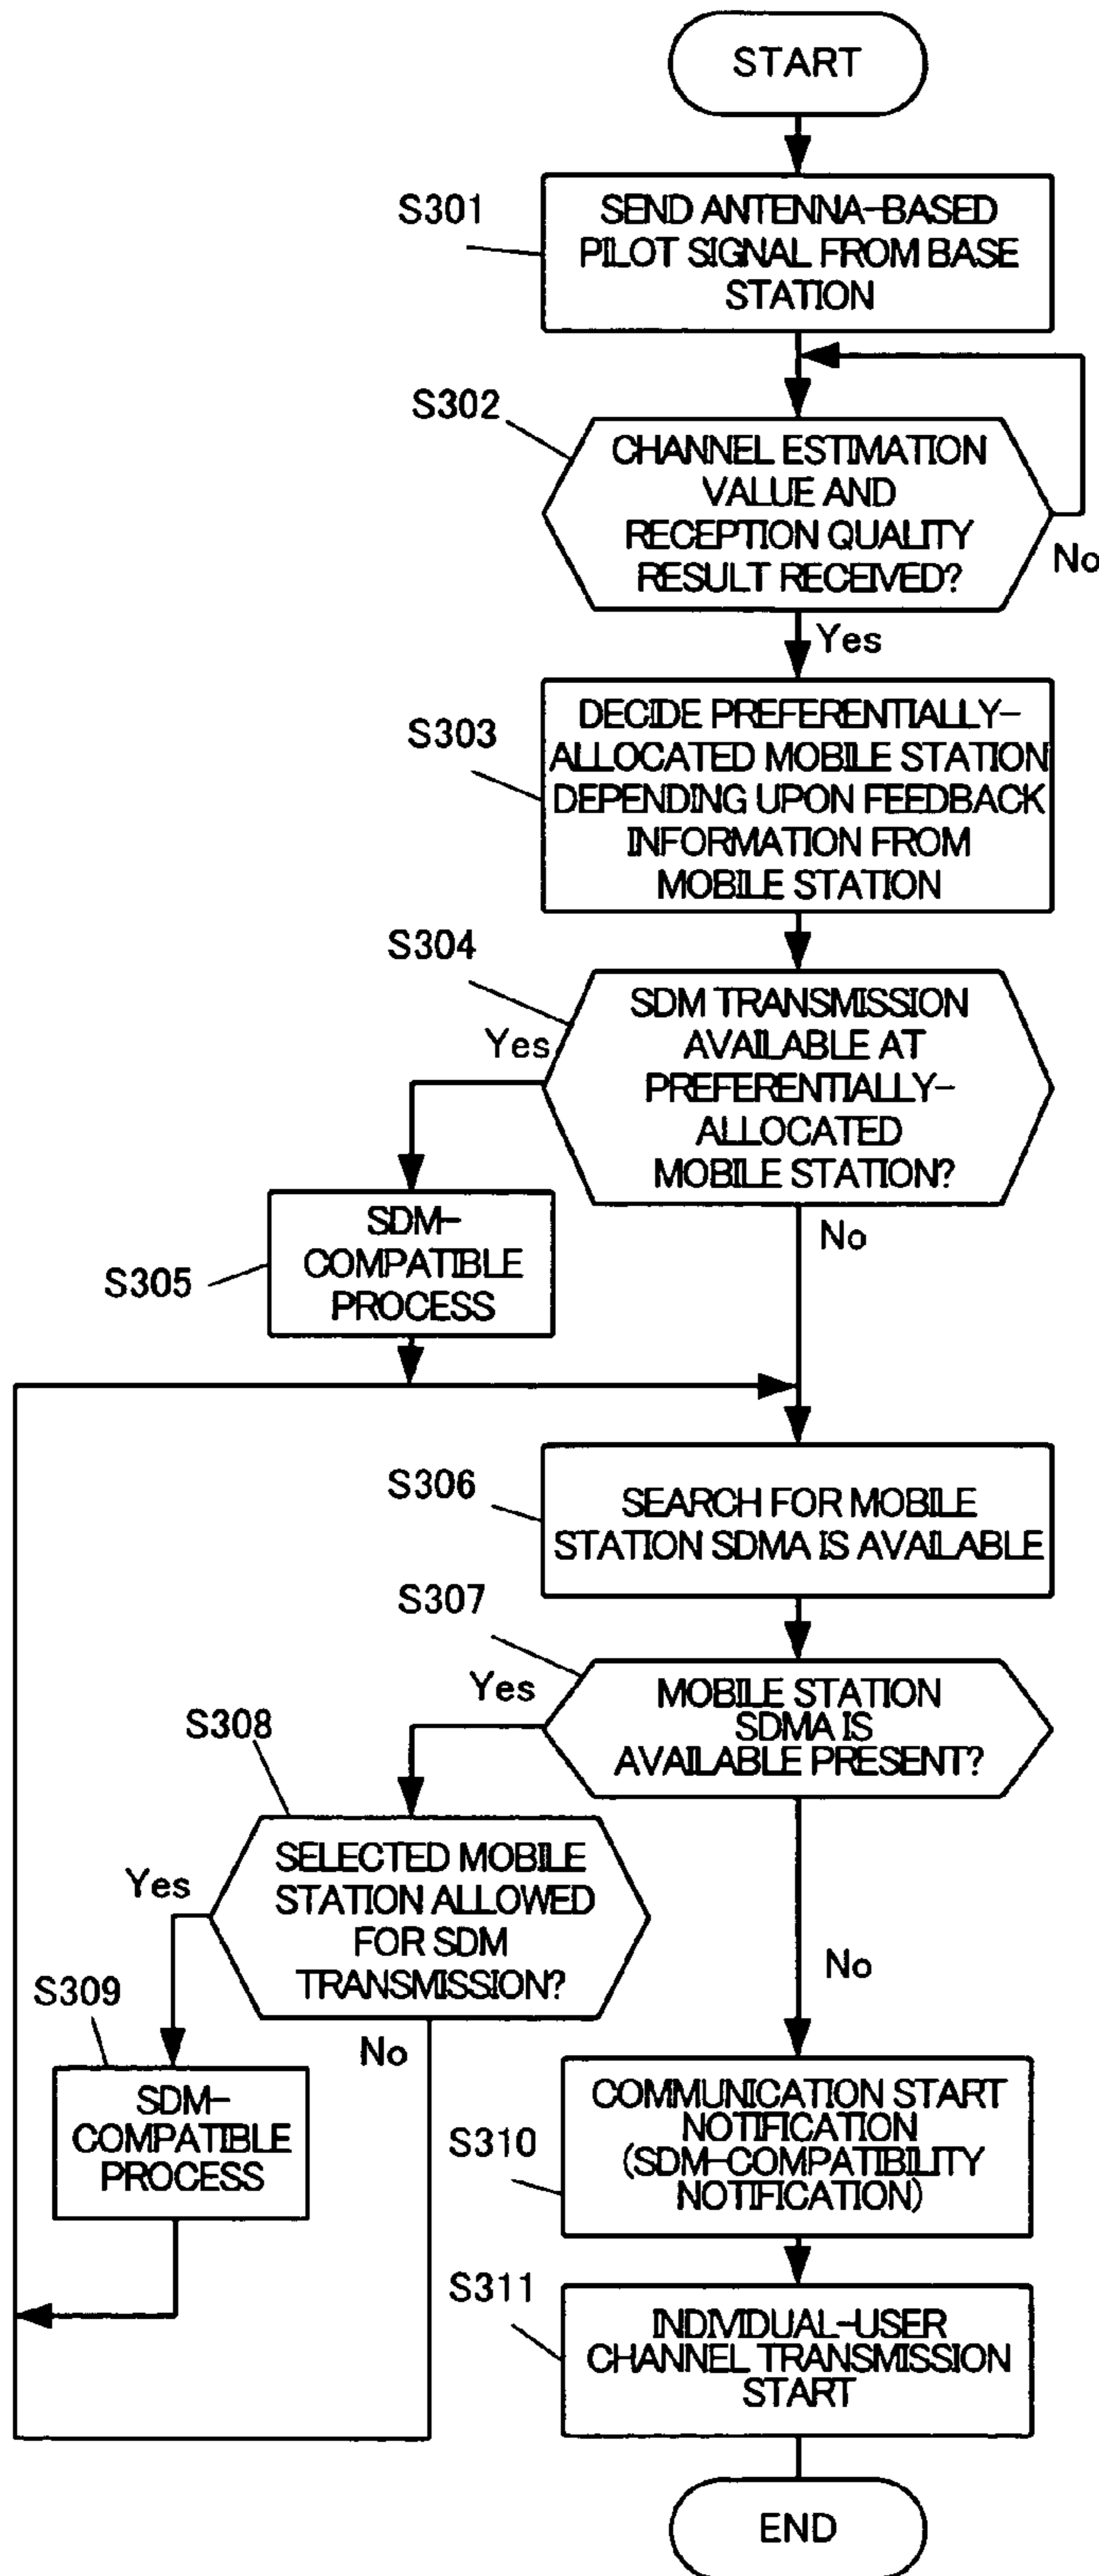 START
S301
SEND ANTENNA-BASED
PILOT SIGNAL FROM BASE
STATION
S302
CHANNEL ESTIMATION
VALUE AND
RECEPTION QUALITY
RESULT RECEIVED?
No
Yes
S303
DECIDE PREFERENTIALLY-
ALLOCATED MOBILE STATION
DEPENDING UPON FEEDBACK
INFORMATION FROM
MOBILE STATION
S304
SDM TRANSMISSION
AVAILABLE AT
PREFERENTIALLY-
ALLOCATED
MOBILE STATION?
Yes
No
S305
SDM-
COMPATIBLE
PROCESS
S306
SEARCH FOR MOBILE
STATION SDMA IS AVAILABLE
S307
MOBILE STATION
SDMA IS
AVAILABLE PRESENT?
Yes
No
S308
SELECTED MOBILE
STATION ALLOWED
FOR SDM
TRANSMISSION?
Yes
No
S309
SDM-
COMPATIBLE
PROCESS
S310
COMMUNICATION START
NOTIFICATION
(SDM-COMPATIBILITY
NOTIFICATION)
S311
INDIVIDUAL-USER
CHANNEL TRANSMISSION
START
END